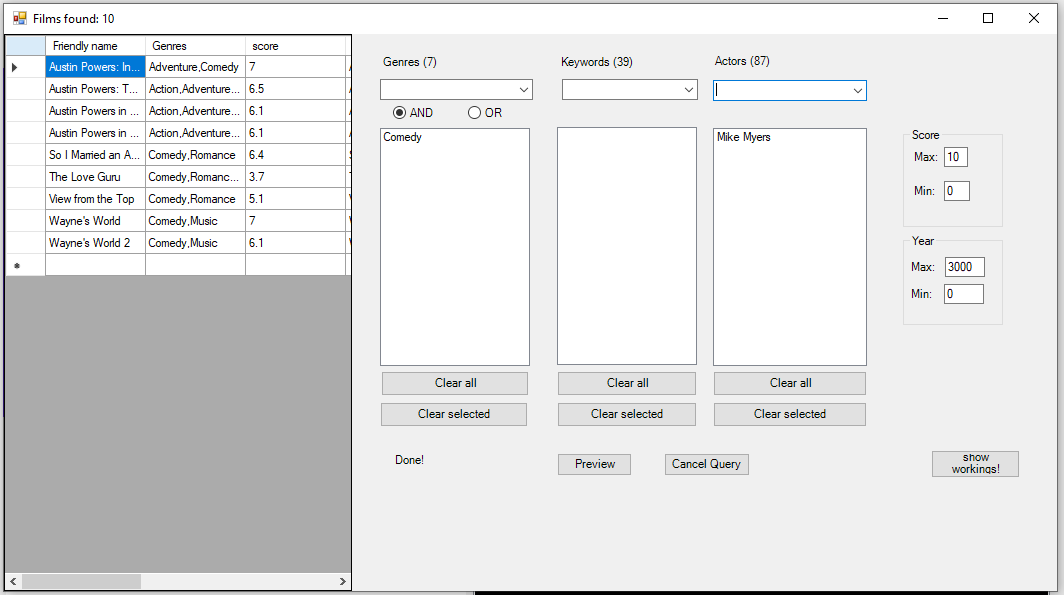 Films found: 10
Friendly name Genres score
Austin Powers: In... Adventure,Comedy 7
Austin Powers: T... Action,Adventure... 6.5
Austin Powers in ... Action,Adventure... 6.1
Austin Powers in ... Action,Adventure... 6.1
So I Married an A... Comedy,Romance 6.4
The Love Guru Comedy,Romanc... 3.7
View from the Top Comedy,Romance 5.1
Wayne's World Comedy,Music 7
Wayne's World 2 Comedy,Music 6.1
Genres (7) Keywords (39) Actors (87)
AND OR
Comedy Mike Myers
Clear all Clear all Clear all
Clear selected Clear selected Clear selected
Done! Preview Cancel Query
Score
Max: 10
Min: 0
Year
Max: 3000
Min: 0
show
workings!